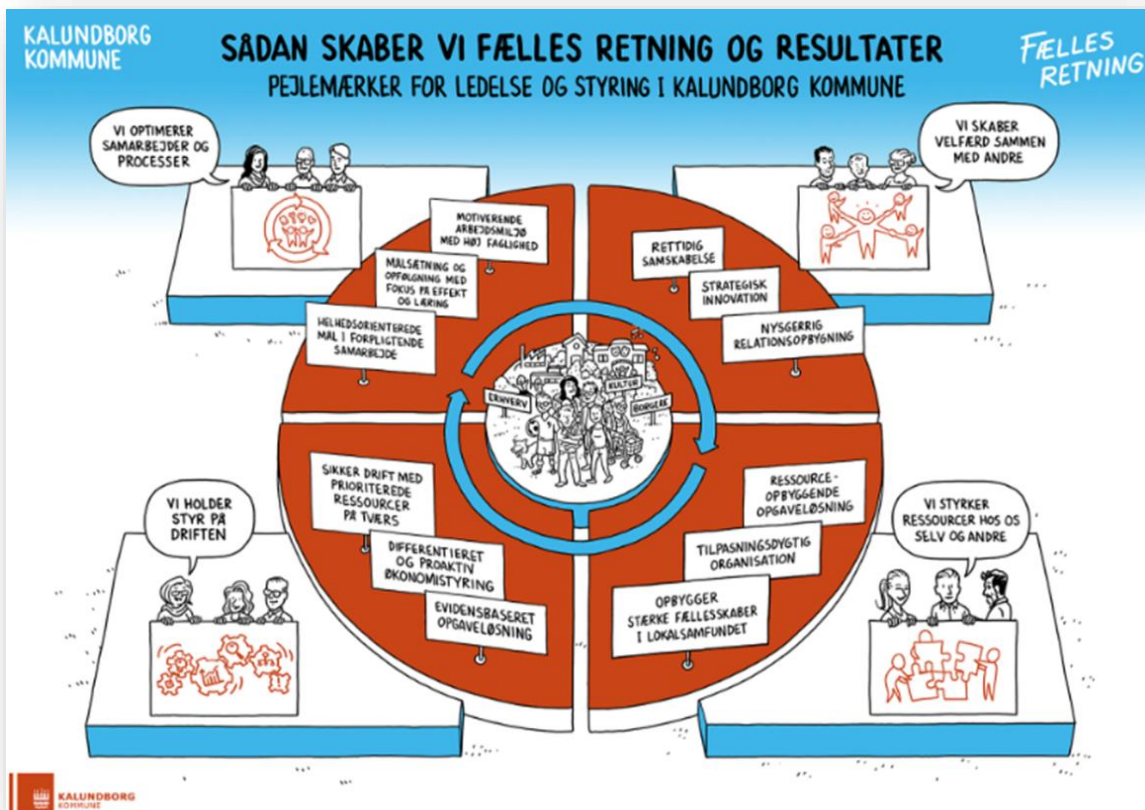 KALUNDBORG
KOMMUNE
SÅDAN SKABER VI FÆLLES RETNING OG RESULTATER
PEJLEMÆRKER FOR LEDELSE OG STYRING I KALUNDBORG KOMMUNE
FÆLLES
RETNING
VI OPTIMERER
SAMARBEJDER OG
PROCESSER
VI SKABER
VELFÆRD SAMMEN
MED ANDRE
MOTIVERENDE
ARBEJDSMILJØ
MED HØJ FAGLIGHED
MÅLSÆTNING OG
OPFØLGNING MED
FOKUS PÅ EFFEKT
OG LÆRING
HELHEDSORIENTEREDE
MÅL I FORPLIGTENDE
SAMARBEJDE
RETTIDIG
SAMSKABELSE
STRATEGISK
INNOVATION
NYSGERRIG
RELATIONSOPBYGNING
ERHVERV
KULTUR
BORGERE
VI HOLDER
STYR PÅ
DRIFTEN
SIKKER DRIFT MED
PRIORITEREDE
RESSOURCER
PÅ TVÆRS
DIFFERENTIERET
OG PROAKTIV
ØKONOMISTYRING
EVIDENSBASERET
OPGAVELØSNING
RESSOURCE-
OPBYGGENDE
OPGAVELØSNING
TILPASNINGSDYGTIG
ORGANISATION
OPBYGGER
STÆRKE FÆLLESSKABER
I LOKALSAMFUNDET
VI STYRKER
RESSOURCER HOS OS
SELV OG ANDRE
KALUNDBORG
KOMMUNE